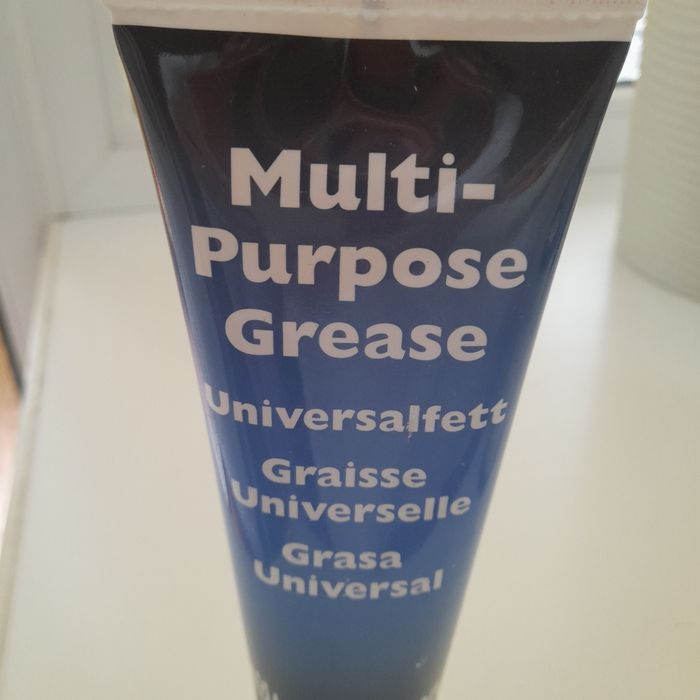 Multi-
Purpose
Grease
Universalfett
Graisse
Universelle
Grasa
Universal